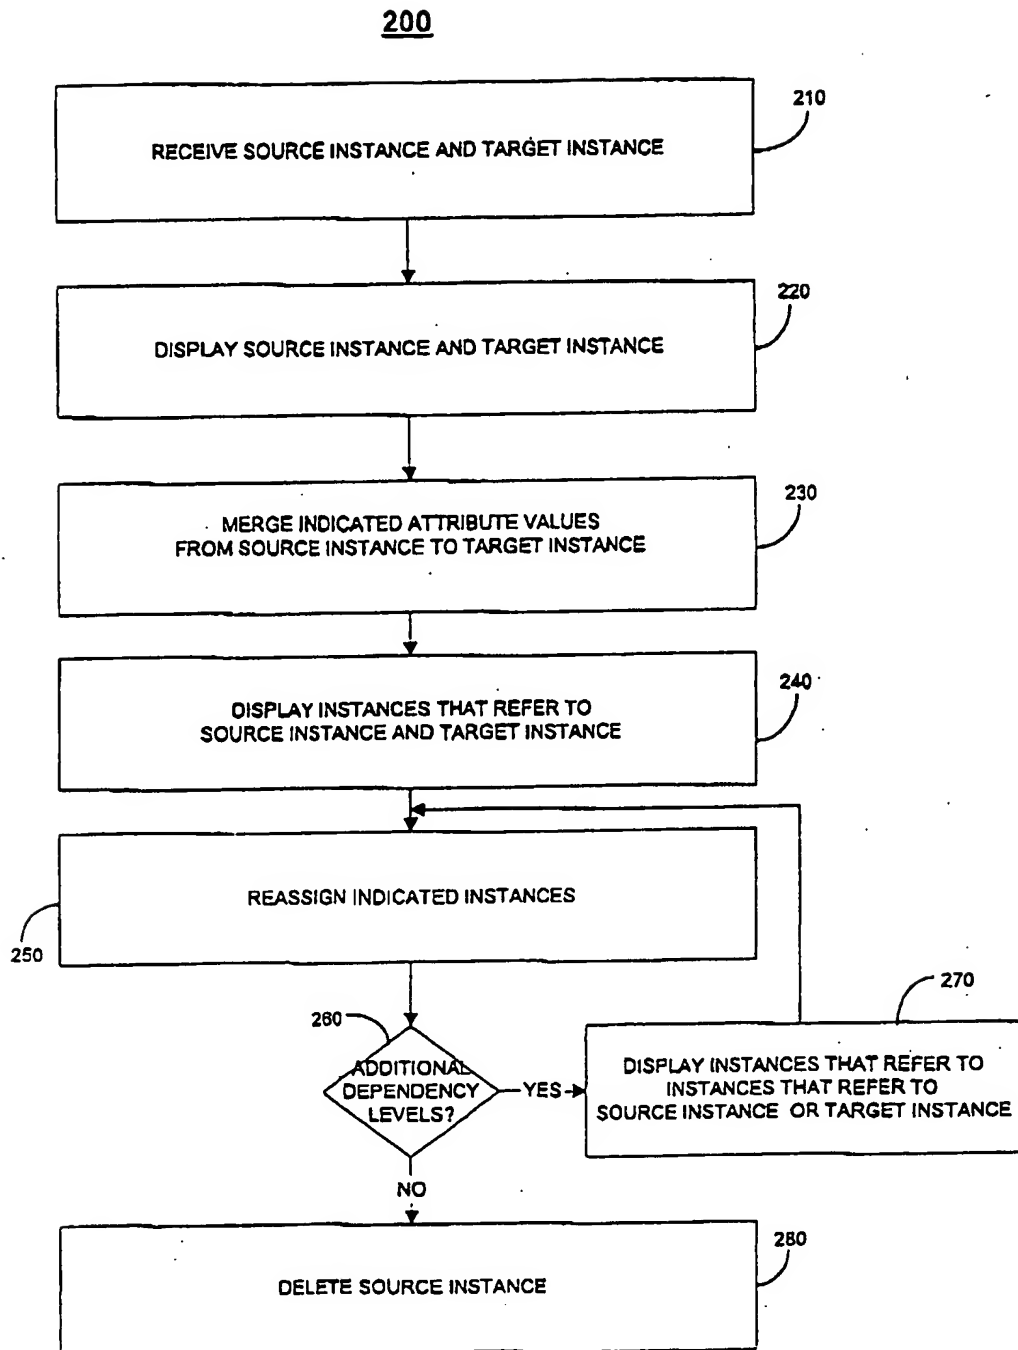 200
210
RECEIVE SOURCE INSTANCE AND TARGET INSTANCE
220
DISPLAY SOURCE INSTANCE AND TARGET INSTANCE
230
MERGE INDICATED ATTRIBUTE VALUES
FROM SOURCE INSTANCE TO TARGET INSTANCE
240
DISPLAY INSTANCES THAT REFER TO
SOURCE INSTANCE AND TARGET INSTANCE
REASSIGN INDICATED INSTANCES
250
270
260
ADDITIONAL
DEPENDENCY
LEVELS?
YES
DISPLAY INSTANCES THAT REFER TO
INSTANCES THAT REFER TO
SOURCE INSTANCE OR TARGET INSTANCE
NO
280
DELETE SOURCE INSTANCE